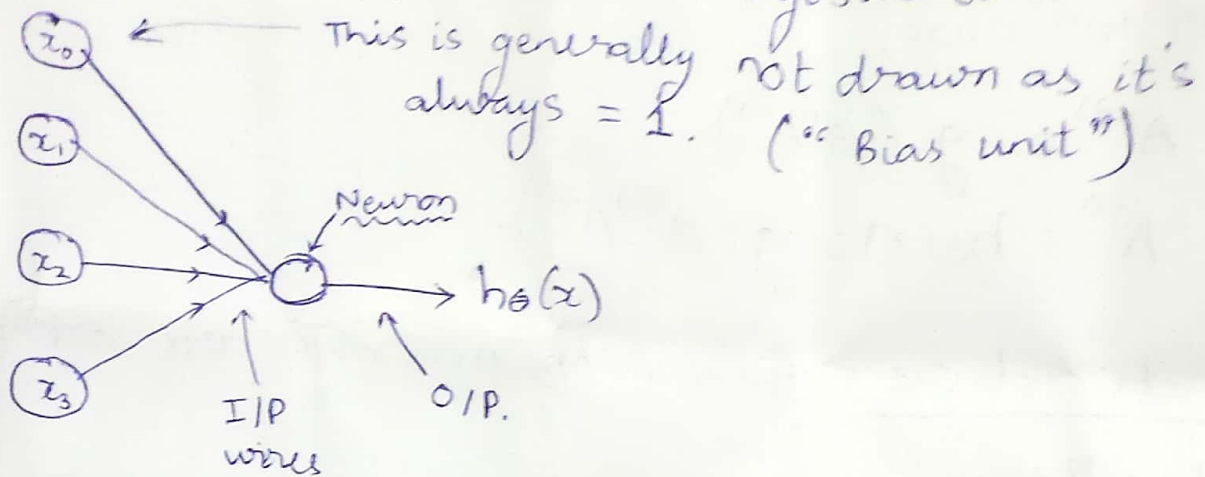 x₀ This is generally not drawn as it's
always = 1. (“Bias unit”)
x₁
Neuron
x₂
hθ(x)
x₃
I/P O/P.
wires